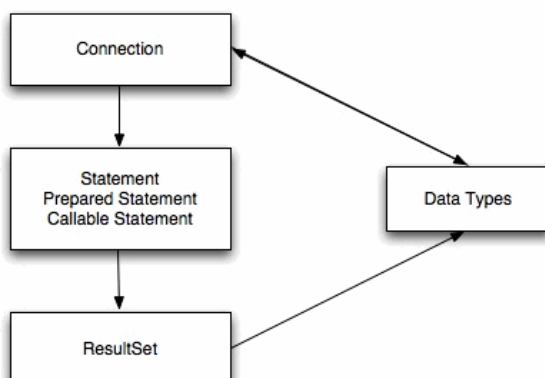 Connection
Statement
Prepared Statement
Callable Statement
Data Types
ResultSet